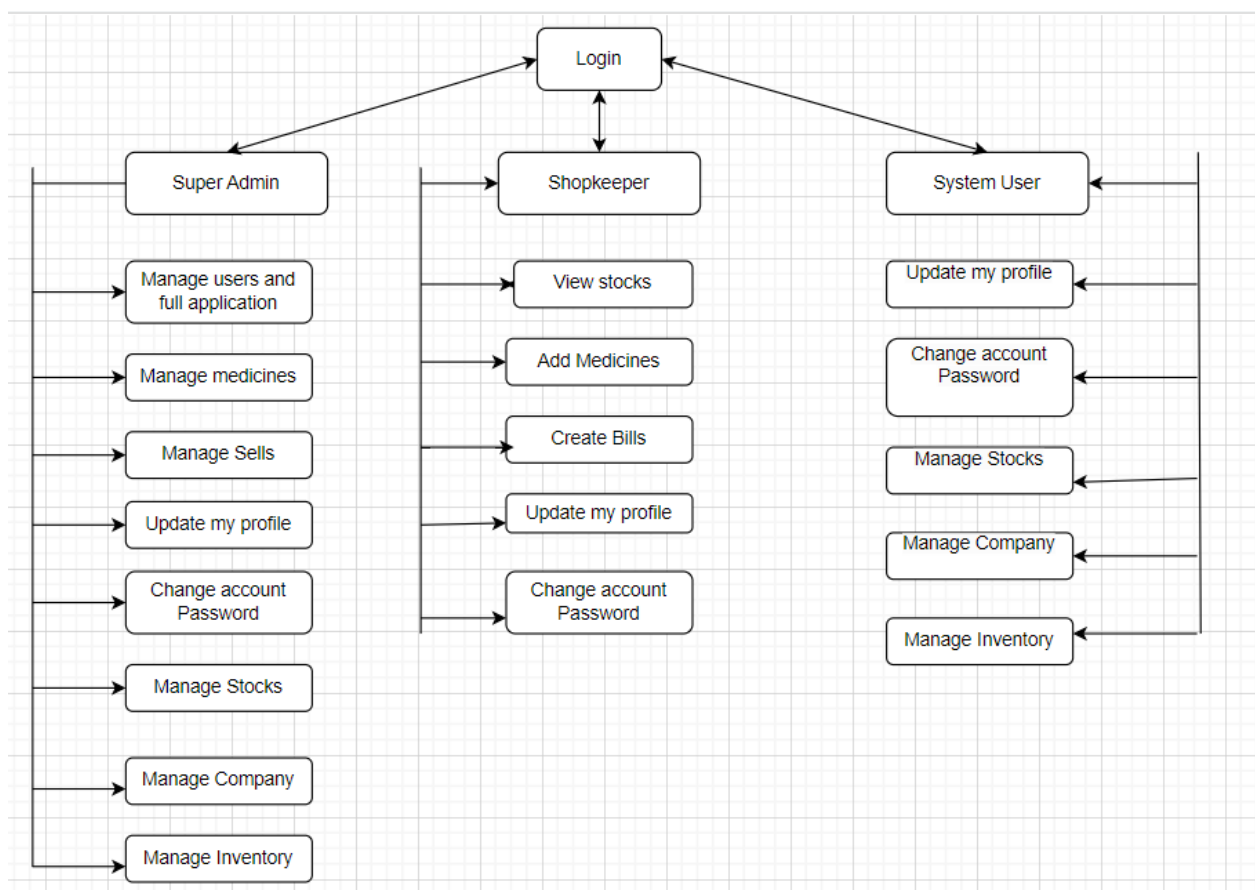 Login
Super Admin
Shopkeeper
System User
Manage users and
full application
Manage medicines
Manage Sells
Update my profile
Change account
Password
Manage Stocks
Manage Company
Manage Inventory
View stocks
Add Medicines
Create Bills
Update my profile
Change account
Password
Update my profile
Change account
Password
Manage Stocks
Manage Company
Manage Inventory